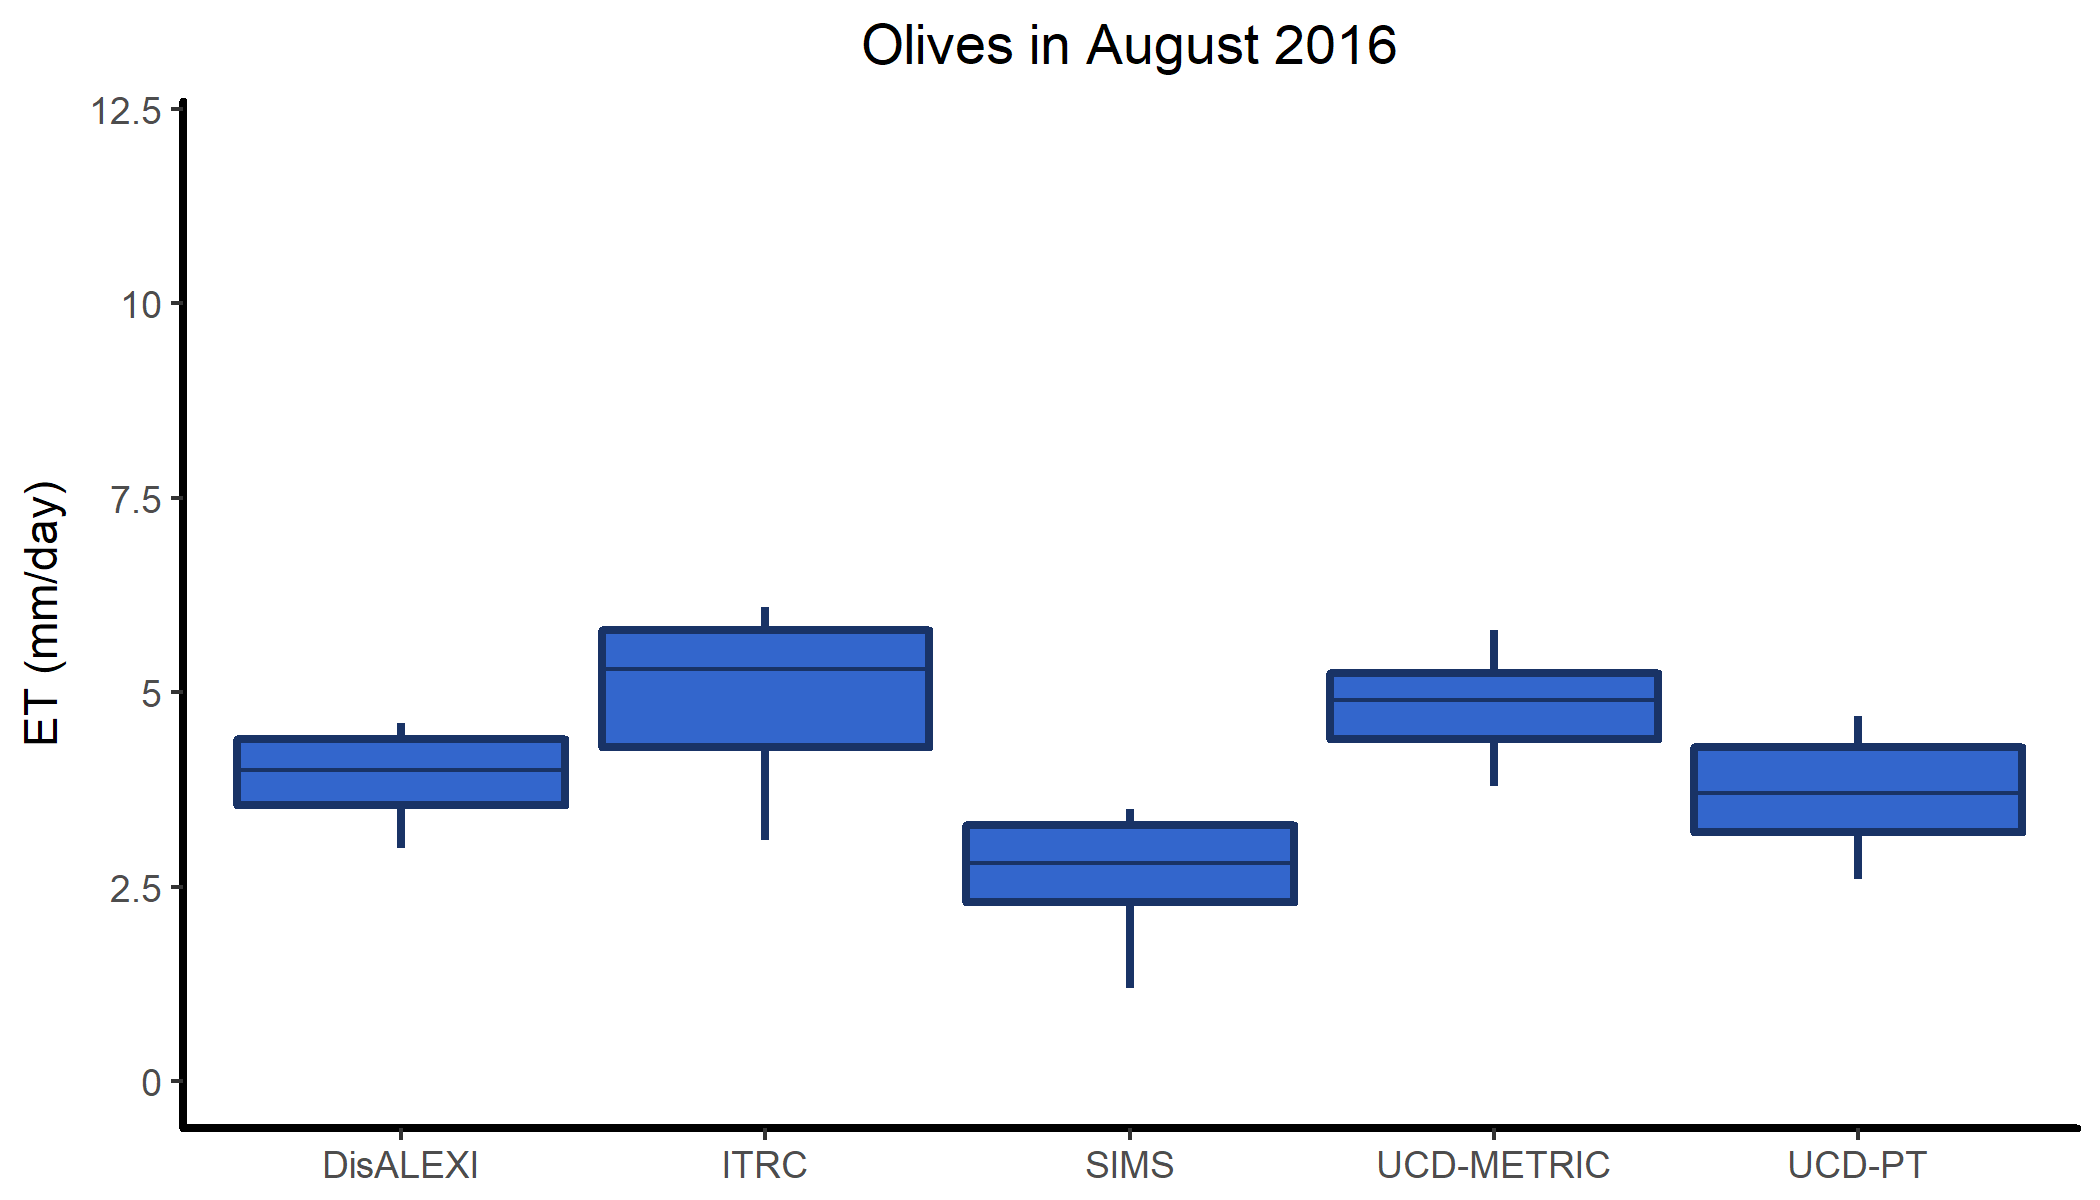 Olives in August 2016
12.5
10
7.5
5
2.5
0
ET (mm/day)
DisALEXI ITRC SIMS UCD-METRIC UCD-PT